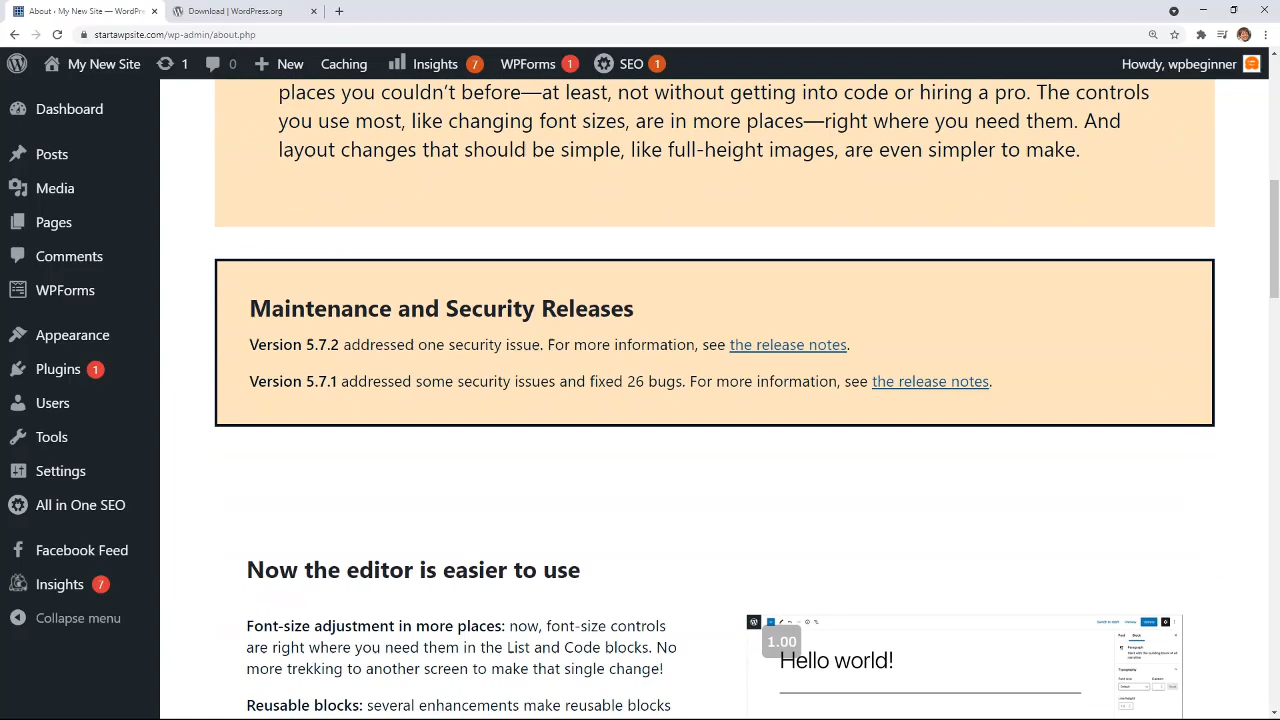 About ‹ My New Site — WordPre
Download | WordPress.org
startawpsite.com/wp-admin/about.php
My New Site
1
0
New
Caching
Insights
7
WPForms
1
SEO
1
Howdy, wpbeginner
Dashboard
Posts
Media
Pages
Comments
WPForms
Appearance
Plugins
1
Users
Tools
Settings
All in One SEO
Facebook Feed
Insights
7
Collapse menu
places you couldn't before—at least, not without getting into code or hiring a pro. The controls
you use most, like changing font sizes, are in more places—right where you need them. And
layout changes that should be simple, like full-height images, are even simpler to make.
Maintenance and Security Releases
Version 5.7.2 addressed one security issue. For more information, see the release notes.
Version 5.7.1 addressed some security issues and fixed 26 bugs. For more information, see the release notes.
Now the editor is easier to use
Font-size adjustment in more places: now, font-size controls
are right where you need them in the List and Code blocks. No
more trekking to another screen to make that single change!
Reusable blocks: several enhancements make reusable blocks
1.00
Hello world!
Post
Block
Paragraph
Typography